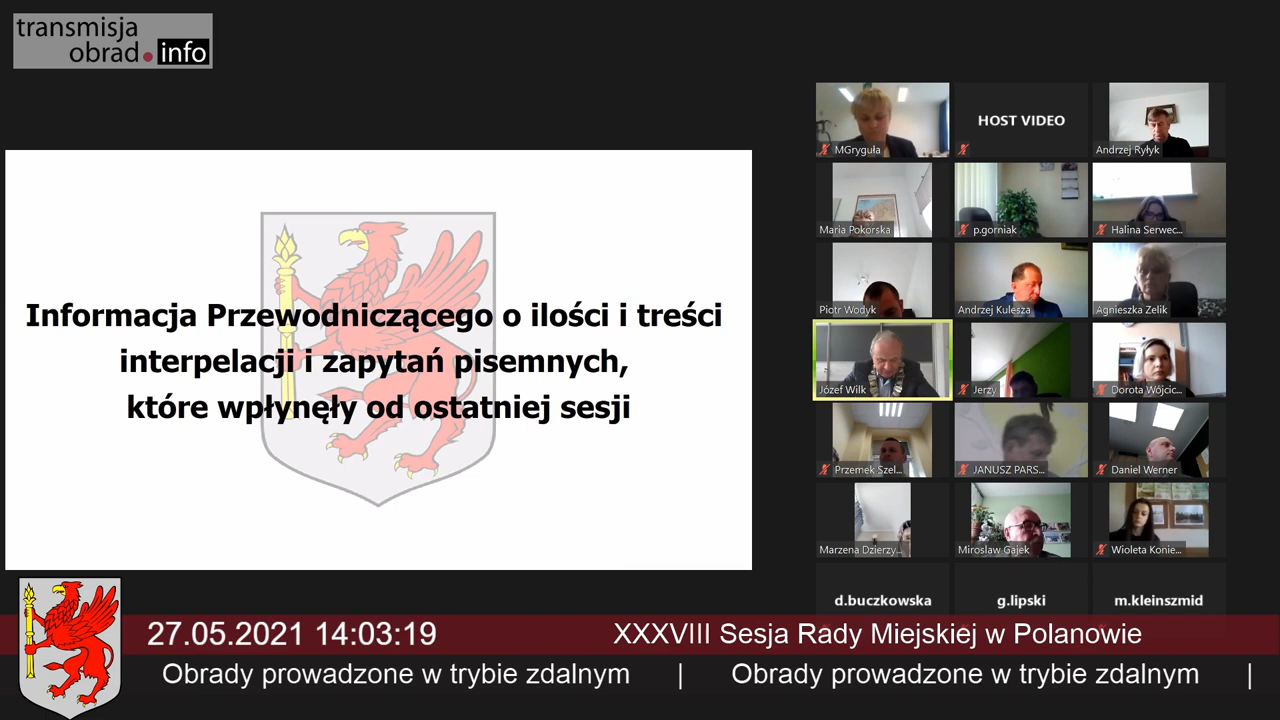 transmisja
obrad.info
Informacja Przewodniczącego o ilości i treści
interpelacji i zapytań pisemnych,
które wpłynęły od ostatniej sesji
MGryguła
HOST VIDEO
Andrzej Ryłyk
Maria Pokorska
p.gorniak
Halina Serwec...
Piotr Wodyk
Andrzej Kulesza
Agnieszka Zelik
Józef Wilk
Jerzy
Dorota Wójcic...
Przemek Szel...
JANUSZ PARS...
Daniel Werner
Marzena Dzierży...
Miroslaw Gajek
Wioleta Konie...
d.buczkowska
g.lipski
m.kleinszmid
27.05.2021 14:03:19
XXXVIII Sesja Rady Miejskiej w Polanowie
Obrady prowadzone w trybie zdalnym | Obrady prowadzone w trybie zdalnym |